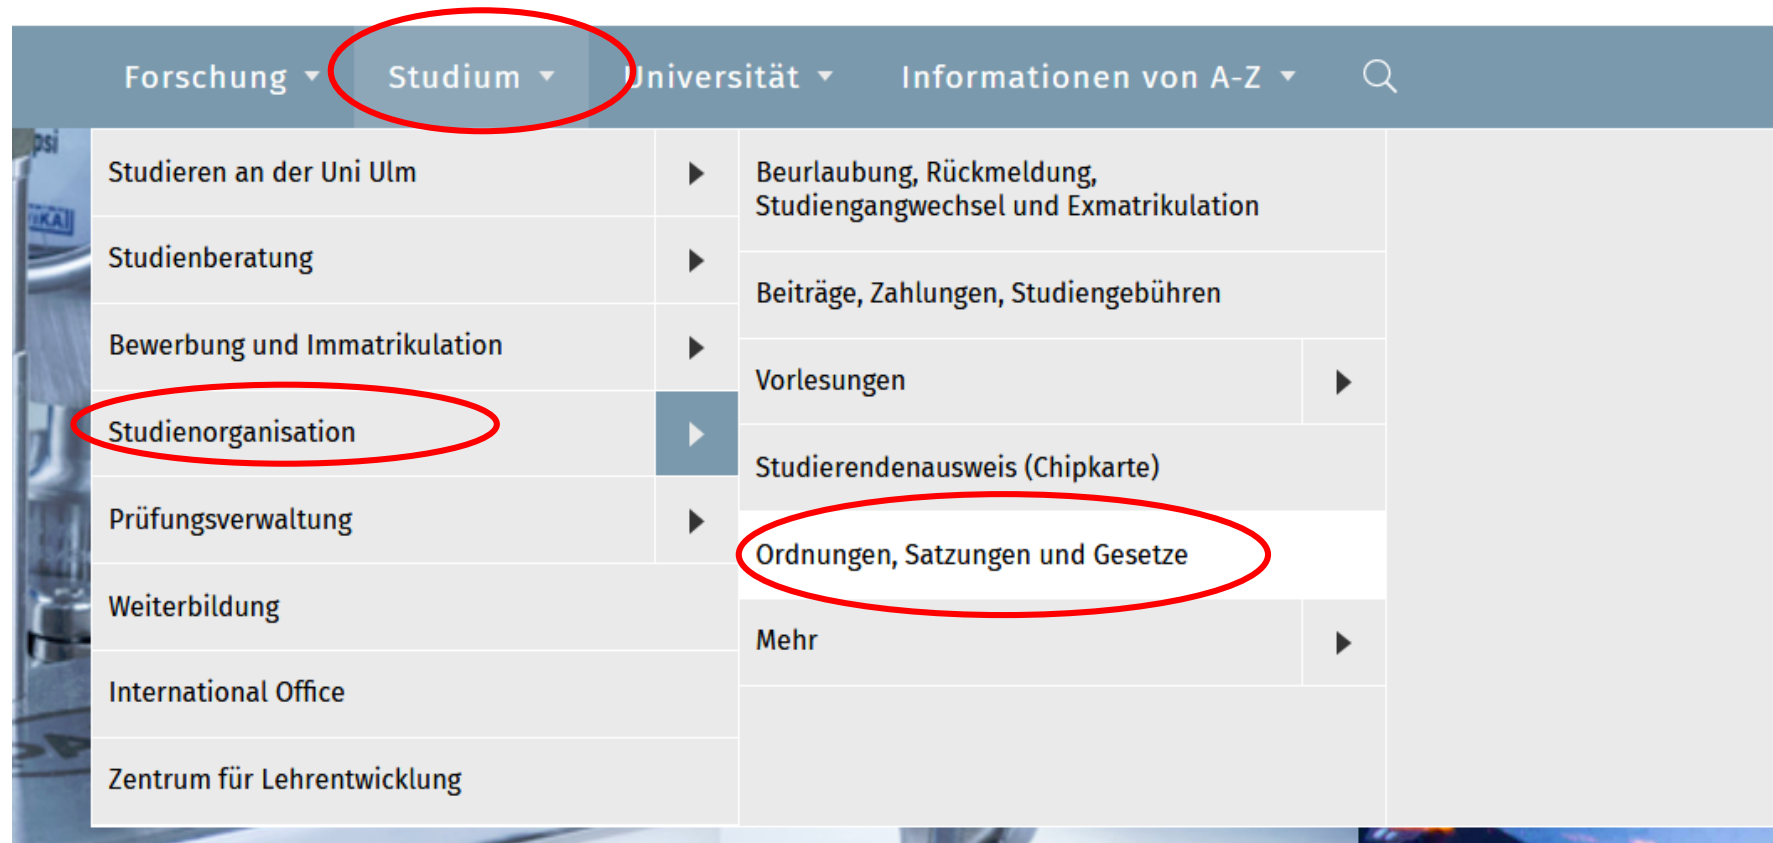 Forschung
Studium
Universität
Informationen von A-Z
Studieren an der Uni Ulm
Studienberatung
Bewerbung und Immatrikulation
Studienorganisation
Prüfungsverwaltung
Weiterbildung
International Office
Zentrum für Lehrentwicklung
Beurlaubung, Rückmeldung,
Studiengangwechsel und Exmatrikulation
Beiträge, Zahlungen, Studiengebühren
Vorlesungen
Studierendenausweis (Chipkarte)
Ordnungen, Satzungen und Gesetze
Mehr